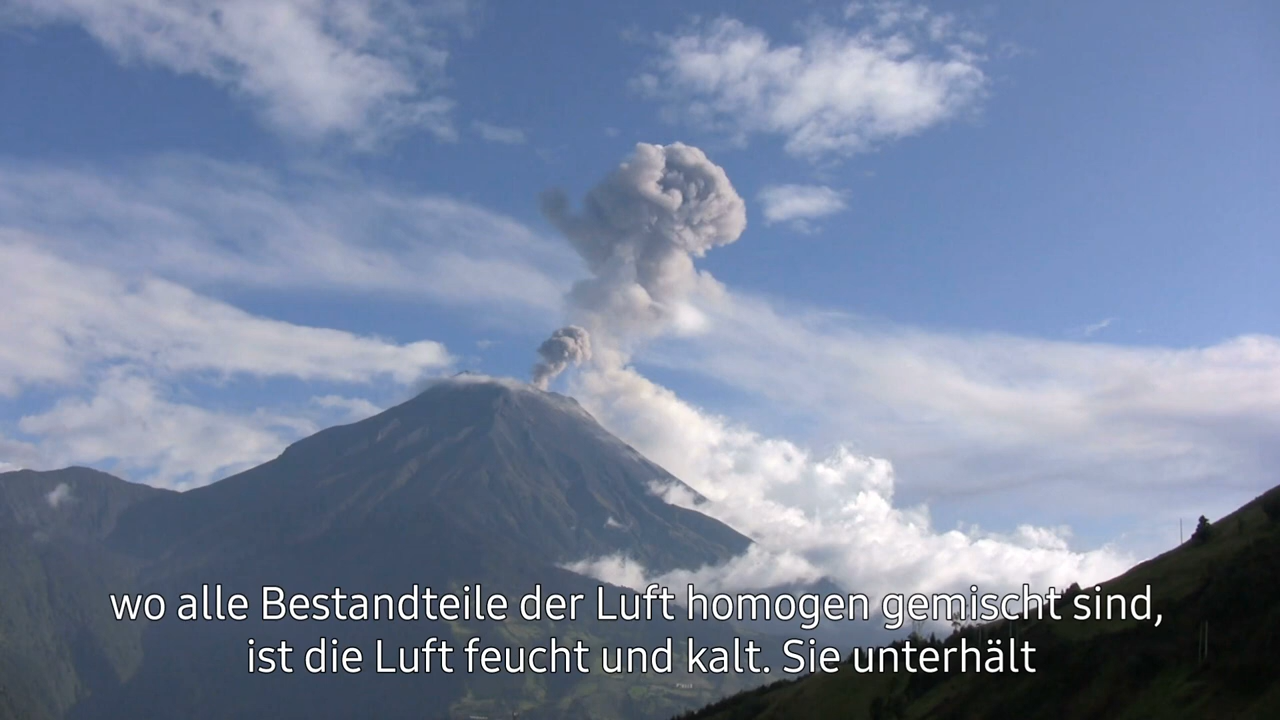 wo alle Bestandteile der Luft homogen gemischt sind,
ist die Luft feucht und kalt. Sie unterhält